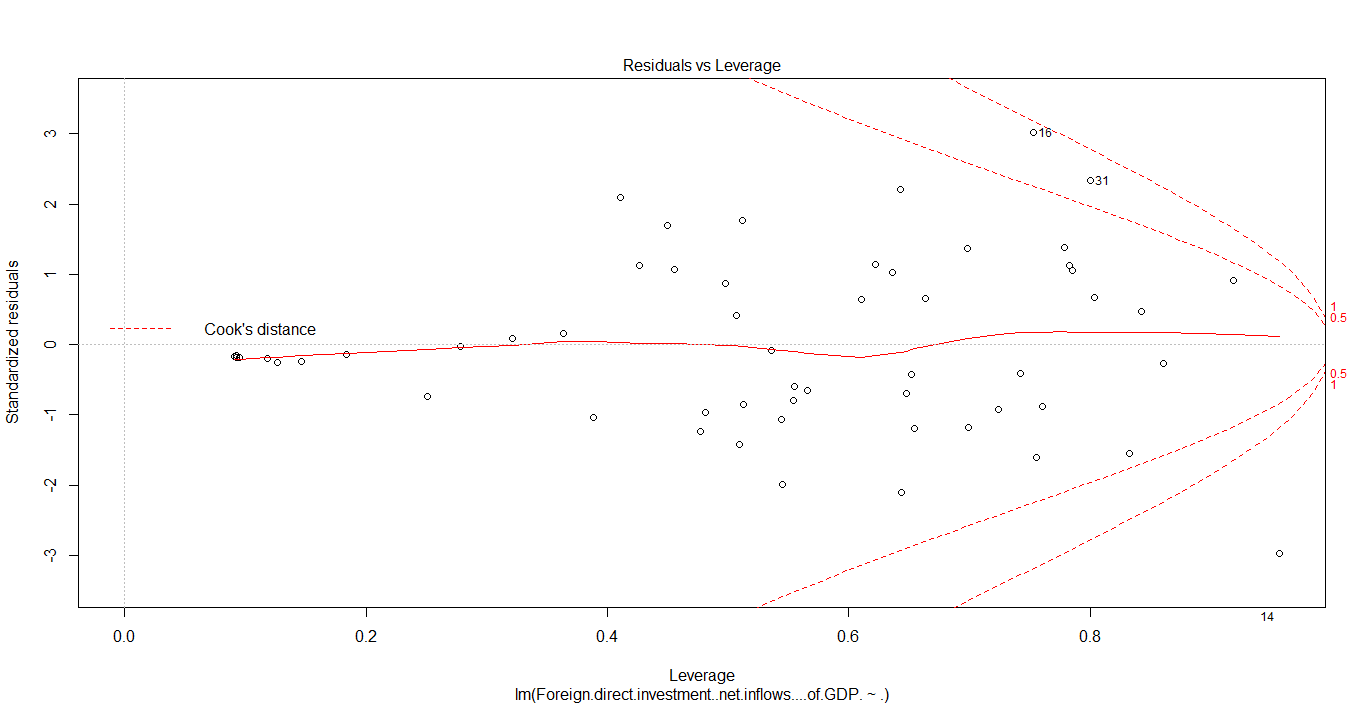 Residuals vs Leverage
3
16
31
2
1
1
0.5
Cook's distance
0
0.5
1
-1
-2
-3
Standardized residuals
14
0.0 0.2 0.4 0.6 0.8
Leverage
lm(Foreign.direct.investment..net.inflows....of.GDP. ~ .)